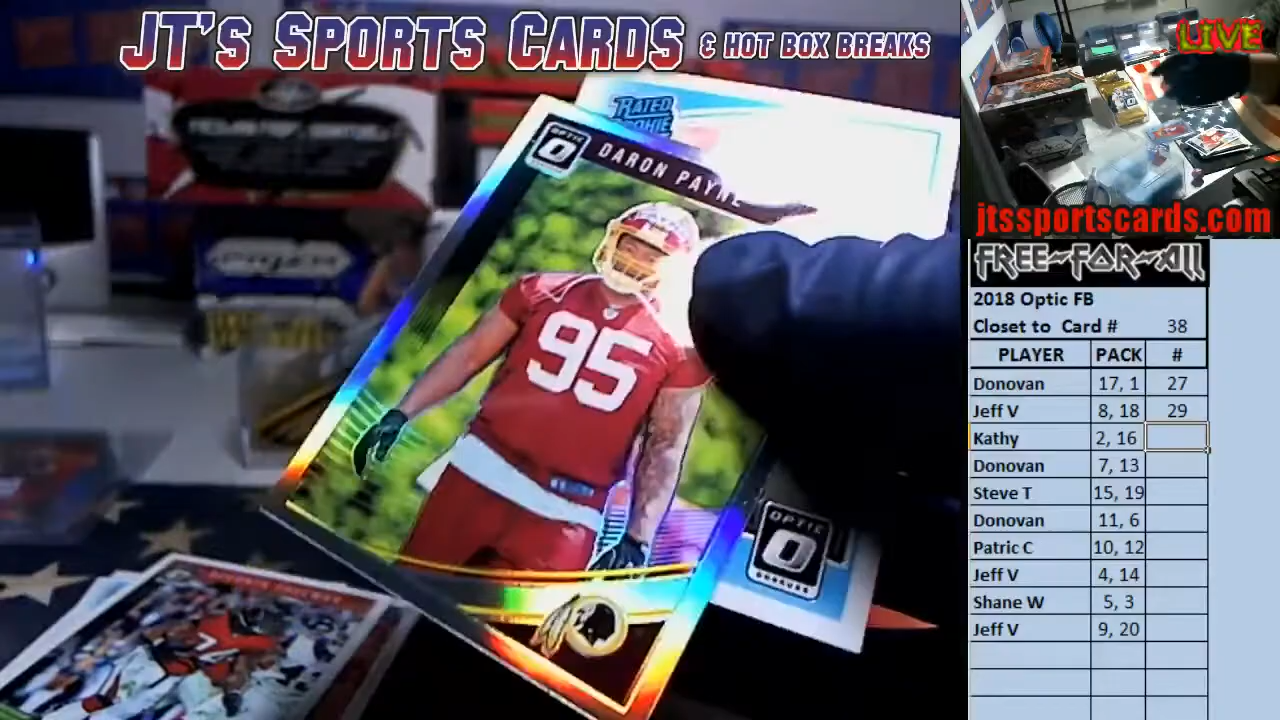 JT's Sports Cards & Hot Box Breaks
LIVE
jtssportscards.com
RATED
ROOKIE
OPTIC
DARON PAYNE
95
OPTIC
FREE-FOR-ALL
2018 Optic FB
Closet to Card # 38
PLAYER PACK #
Donovan 17, 1 27
Jeff V 8, 18 29
Kathy 2, 16
Donovan 7, 13
Steve T 15, 19
Donovan 11, 6
Patric C 10, 12
Jeff V 4, 14
Shane W 5, 3
Jeff V 9, 20